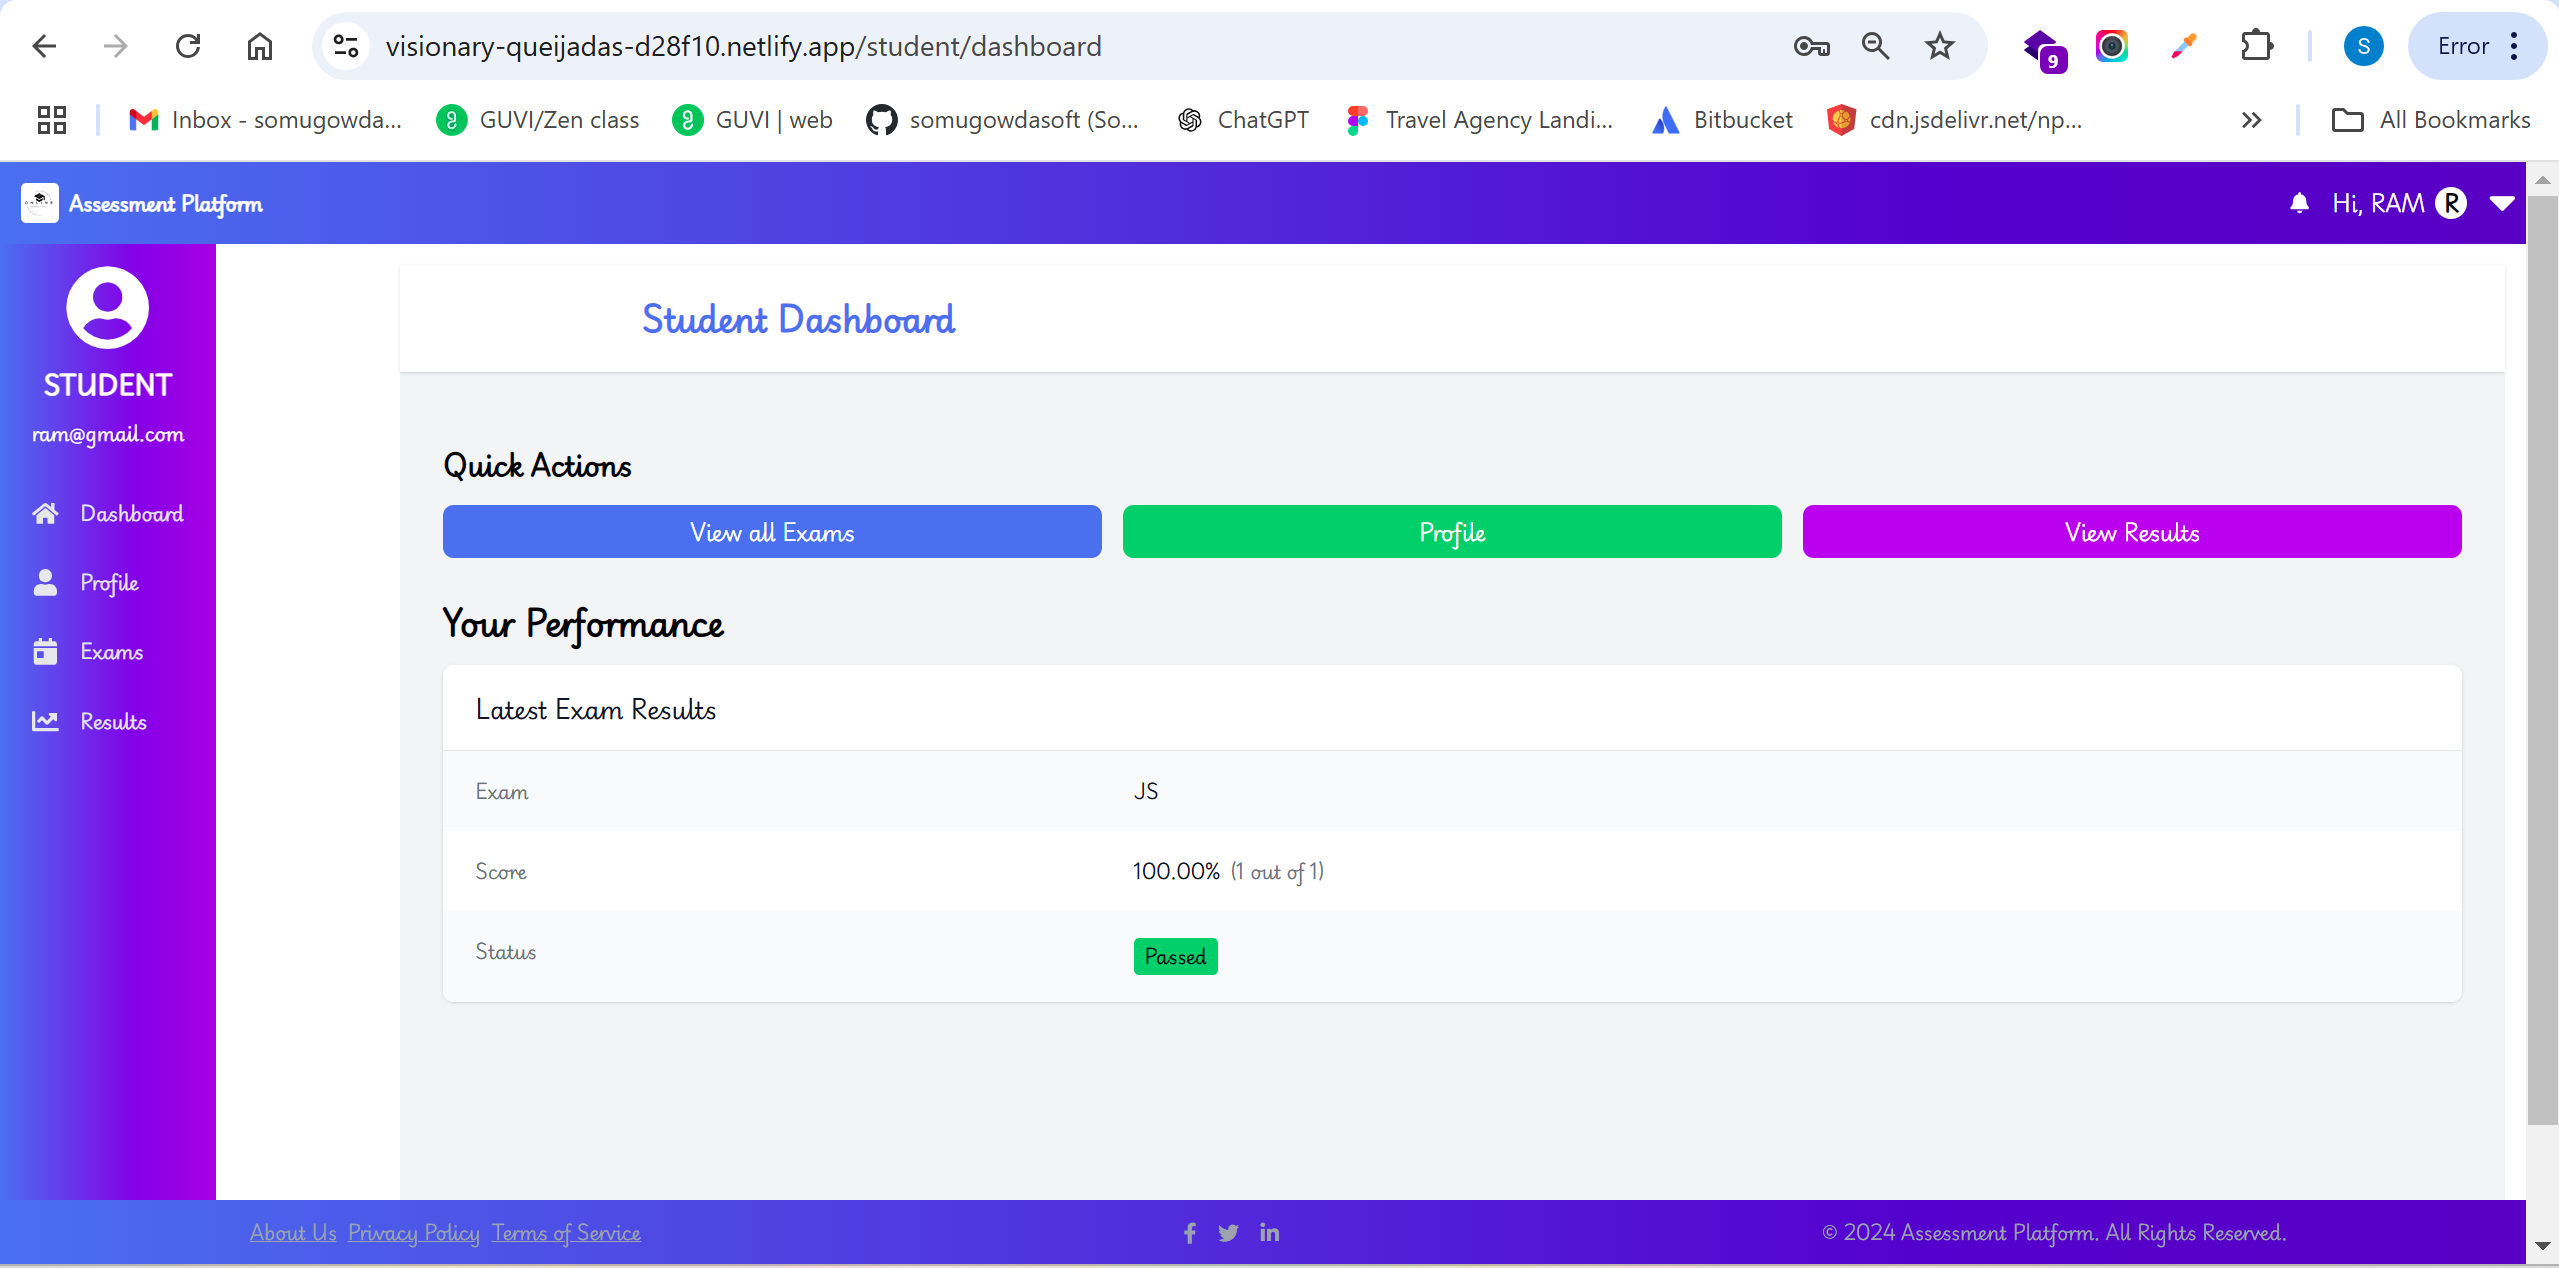 visionary-queijadas-d28f10.netlify.app/student/dashboard
9
S
Error
Inbox - somugowda...
GUVI/Zen class
GUVI | web
somugowdasoft (So...
ChatGPT
Travel Agency Landi...
Bitbucket
cdn.jsdelivr.net/np...
All Bookmarks
Assessment Platform
Hi, RAM R
STUDENT
ram@gmail.com
Dashboard
Profile
Exams
Results
Student Dashboard
Quick Actions
View all Exams
Profile
View Results
Your Performance
Latest Exam Results
Exam JS
Score 100.00% (1 out of 1)
Status Passed
About Us Privacy Policy Terms of Service
© 2024 Assessment Platform. All Rights Reserved.